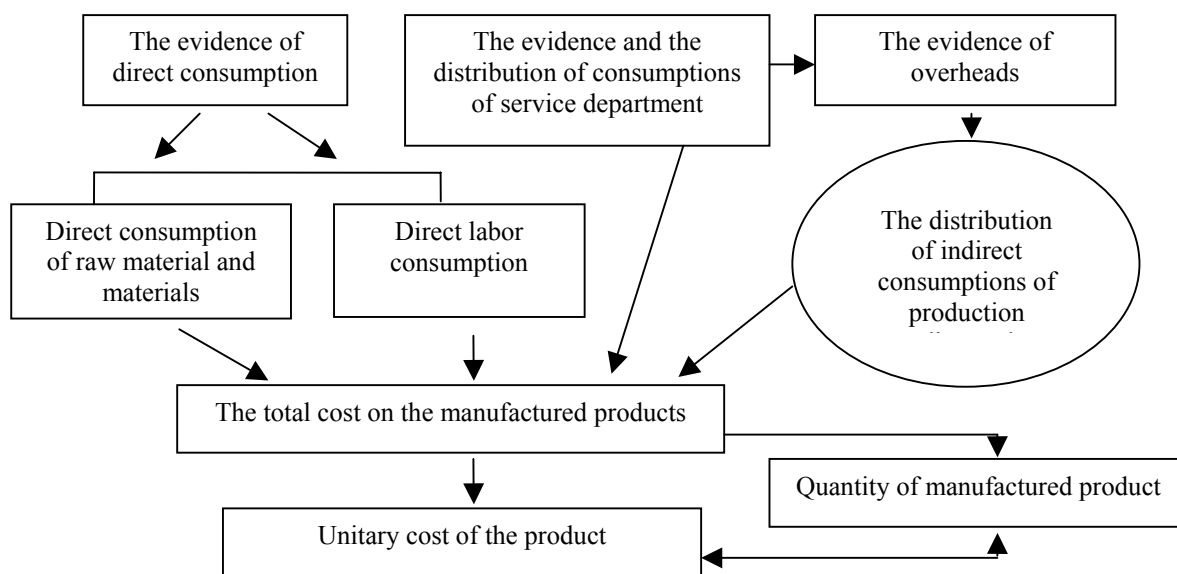 The evidence of
direct consumption
The evidence and the
distribution of consumptions
of service department
The evidence of
overheads
Direct consumption
of raw material and
materials
Direct labor
consumption
The distribution
of indirect
consumptions of
production
The total cost on the manufactured products
Quantity of manufactured product
Unitary cost of the product